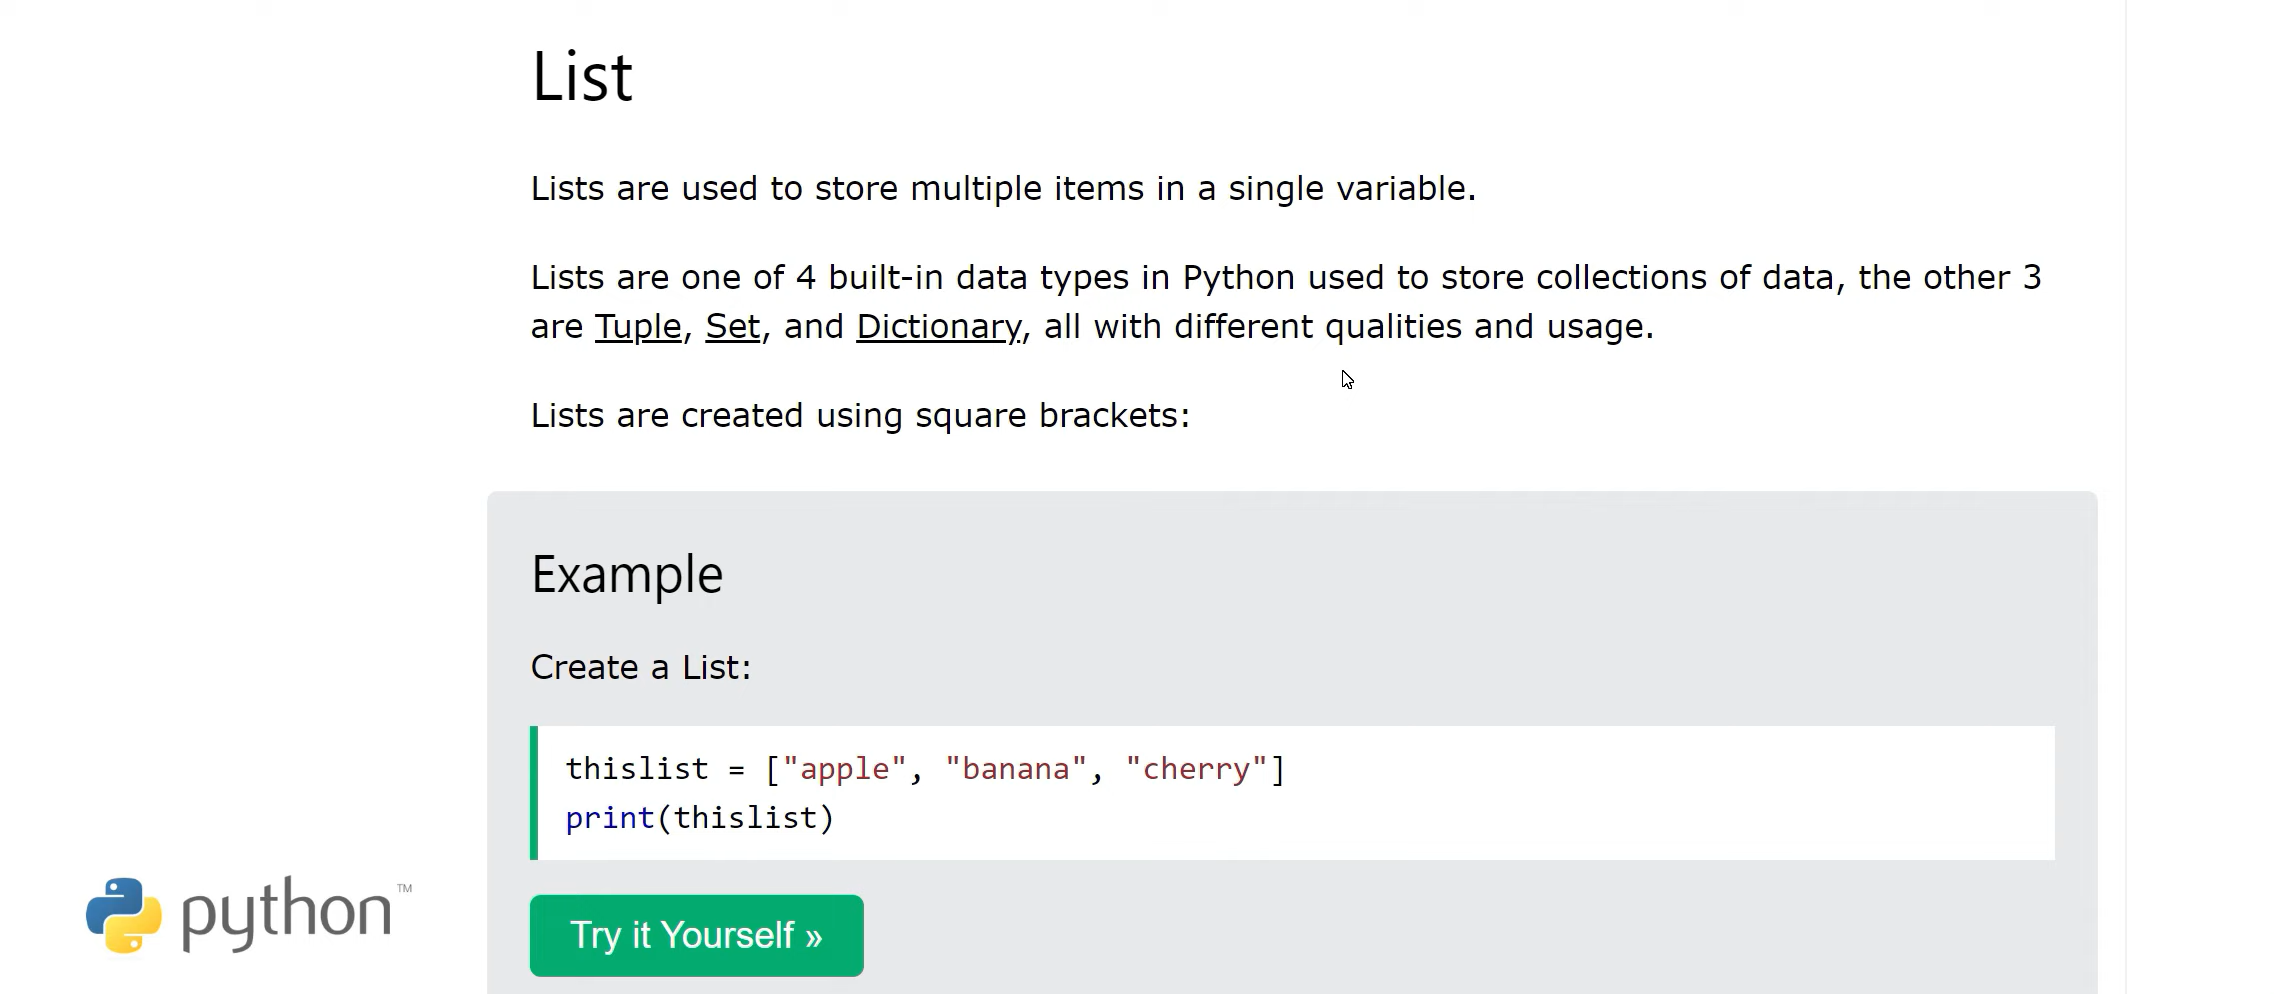 List
Lists are used to store multiple items in a single variable.
Lists are one of 4 built-in data types in Python used to store collections of data, the other 3
are Tuple, Set, and Dictionary, all with different qualities and usage.
Lists are created using square brackets:
Example
Create a List:
thislist = ["apple", "banana", "cherry"]
print(thislist)
Try it Yourself »
python™